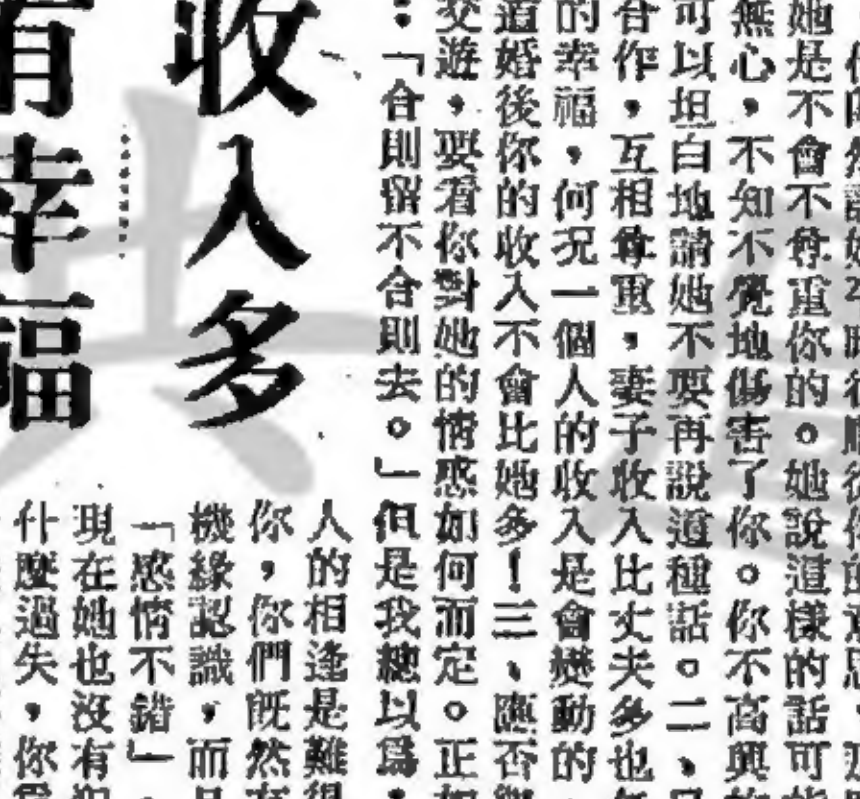 她是不會不尊重你的。她說這樣的話可能
無心，不知不覺地傷害了你。你不高興
可以坦白地請她不要再說這種話。二、
合作，互相尊重，妻子收入比丈夫多也
的幸福，何況一個人的收入是會變動的，
道婚後你的收入不會比她多！三、應否
交遊，要看你對她的情感如何而定。正如
：「合則留不合則去。」但是我總以爲，
收入多
有幸福
人的相逢是難得
你，你們既然有
機緣認識，而且
「感情不錯」，
現在她也沒有犯
什麼過失，你